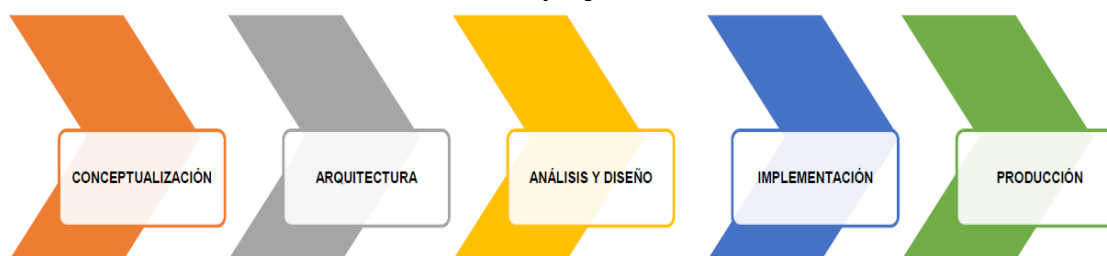 CONCEPTUALIZACIÓN
ARQUITECTURA
ANÁLISIS Y DISEÑO
IMPLEMENTACIÓN
PRODUCCIÓN